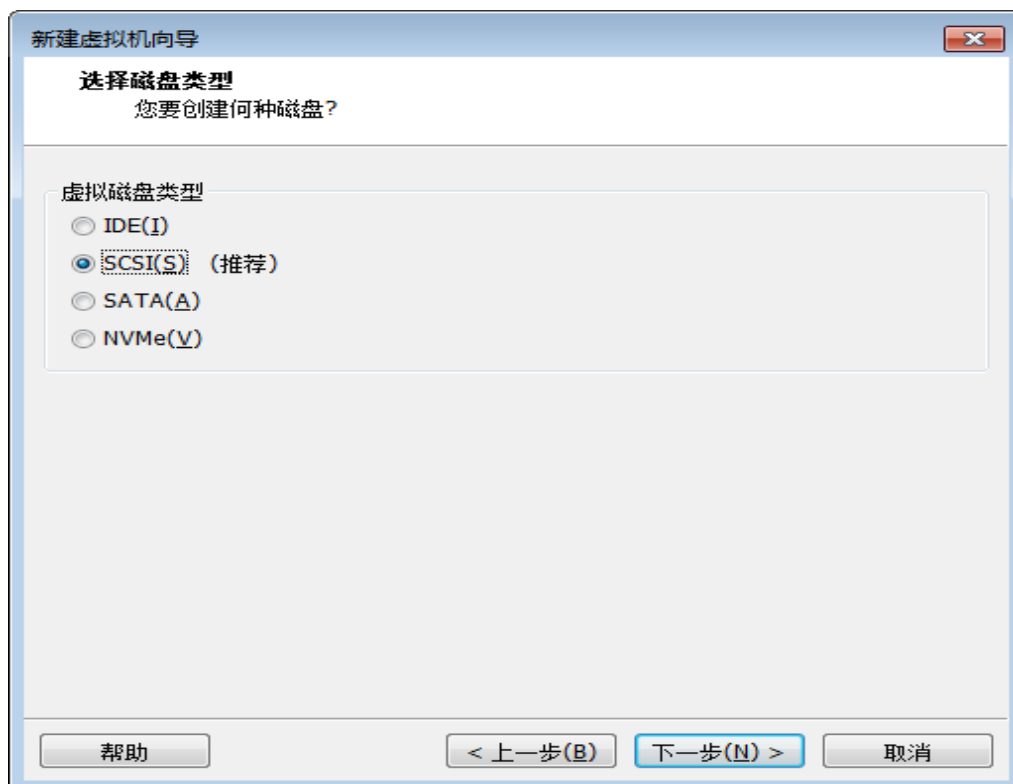 新建虚拟机向导
选择磁盘类型
您要创建何种磁盘?
虚拟磁盘类型
IDE(I)
SCSI(S) (推荐)
SATA(A)
NVMe(V)
帮助 < 上一步(B) 下一步(N) > 取消